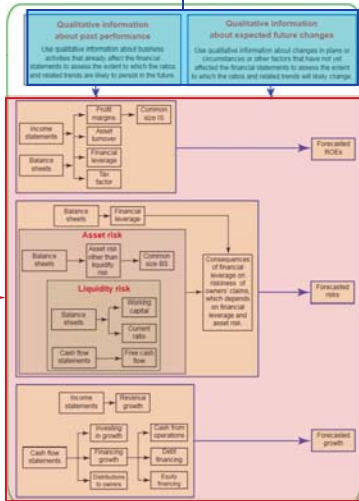 Qualitative information
about past performance
Use qualitative information about business
activities that already affect the financial
statements to assess the extent to which the ratios
and related trends are likely to persist in the future.
Qualitative information
about expected future changes
Use qualitative information about changes in plans or
circumstances or other factors that have not yet
affected the financial statements to assess the extent
to which the ratios and related trends will likely change.
Income
statements
Balance
sheets
Profit
margins
Asset
turnover
Financial
leverage
Tax
factor
Common
size IS
Forecasted
ROEs
Balance
sheets
Financial
leverage
Asset risk
Balance
sheets
Asset risk
other than
liquidity
risk
Common
size BS
Liquidity risk
Balance
sheets
Working
capital
Current
ratio
Cash flow
statements
Free cash
flow
Consequences
of financial
leverage on
riskiness of
owners' claims,
which depends
on financial
leverage and
asset risk.
Forecasted
risks
Income
statements
Revenue
growth
Cash flow
statements
Investing
in growth
Financing
growth
Distributions
to owners
Cash from
operations
Debt
financing
Equity
financing
Forecasted
growth